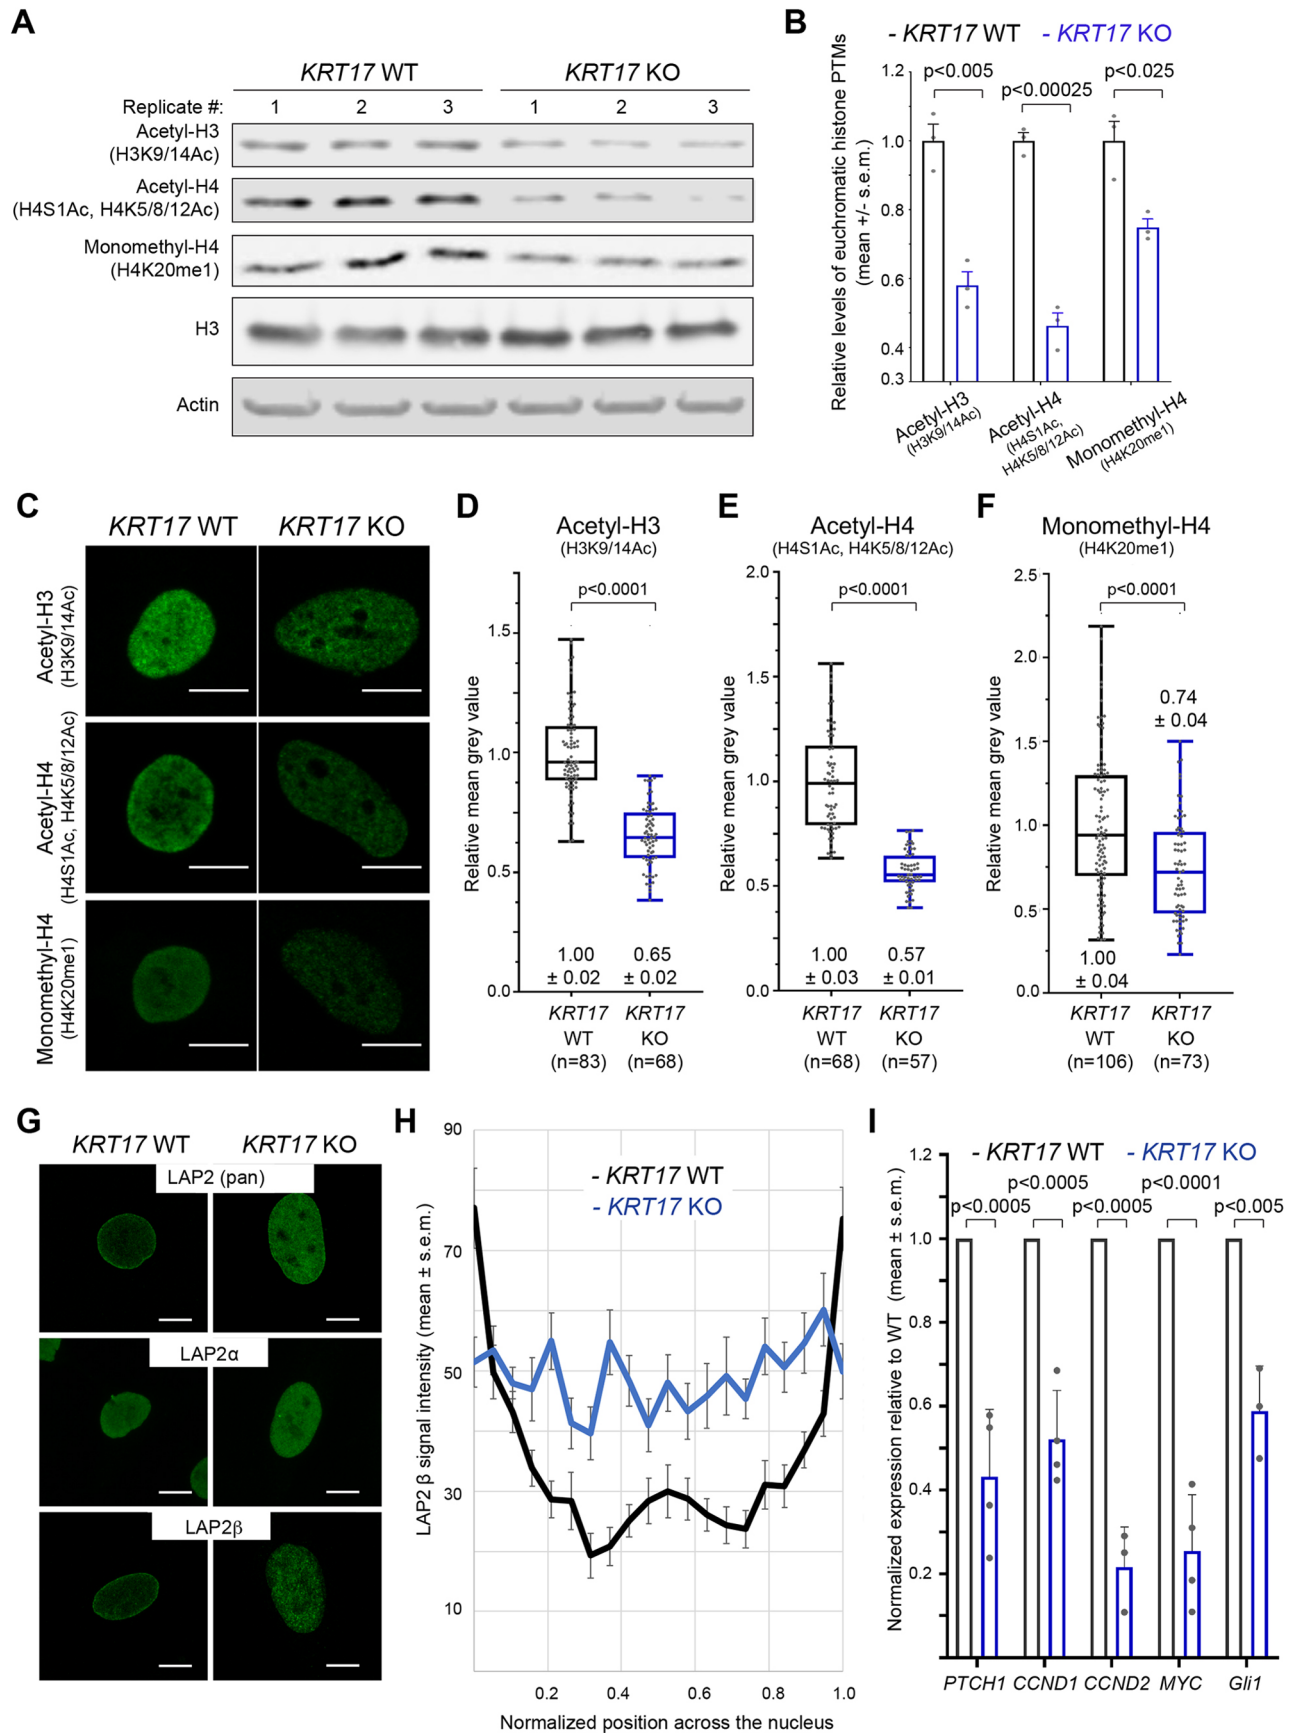 A
KRT17 WT KRT17 KO
Replicate #: 1 2 3 1 2 3
Acetyl-H3
(H3K9/14Ac)
Acetyl-H4
(H4S1Ac, H4K5/8/12Ac)
Monomethyl-H4
(H4K20me1)
H3
Actin
B
- KRT17 WT - KRT17 KO
Relative levels of euchromatic histone PTMs
(mean +/- s.e.m.)
p<0.005 p<0.00025 p<0.025
1.2
1.0
0.8
0.6
0.4
0.3
Acetyl-H3
(H3K9/14Ac)
Acetyl-H4
(H4S1Ac,
H4K5/8/12Ac)
Monomethyl-H4
(H4K20me1)
C
KRT17 WT KRT17 KO
Acetyl-H3
(H3K9/14Ac)
Acetyl-H4
(H4S1Ac, H4K5/8/12Ac)
Monomethyl-H4
(H4K20me1)
D
Acetyl-H3
(H3K9/14Ac)
p<0.0001
Relative mean grey value
1.5
1.0
0.5
0.0
1.00
± 0.02
0.65
± 0.02
KRT17
WT
(n=83)
KRT17
KO
(n=68)
E
Acetyl-H4
(H4S1Ac, H4K5/8/12Ac)
p<0.0001
Relative mean grey value
2.0
1.5
1.0
0.5
0.0
1.00
± 0.03
0.57
± 0.01
KRT17
WT
(n=68)
KRT17
KO
(n=57)
F
Monomethyl-H4
(H4K20me1)
p<0.0001
Relative mean grey value
2.5
2.0
1.5
1.0
0.5
0.0
0.74
± 0.04
1.00
± 0.04
KRT17
WT
(n=106)
KRT17
KO
(n=73)
G
KRT17 WT KRT17 KO
LAP2 (pan)
LAP2α
LAP2β
H
LAP2 β signal intensity (mean ± s.e.m.)
90
70
50
30
10
- KRT17 WT
- KRT17 KO
0.2 0.4 0.6 0.8 1.0
Normalized position across the nucleus
I
- KRT17 WT - KRT17 KO
Normalized expression relative to WT (mean ± s.e.m.)
p<0.0005 p<0.0005 p<0.0005 p<0.0001 p<0.005
1.2
1.0
0.8
0.6
0.4
0.2
PTCH1 CCND1 CCND2 MYC Gli1